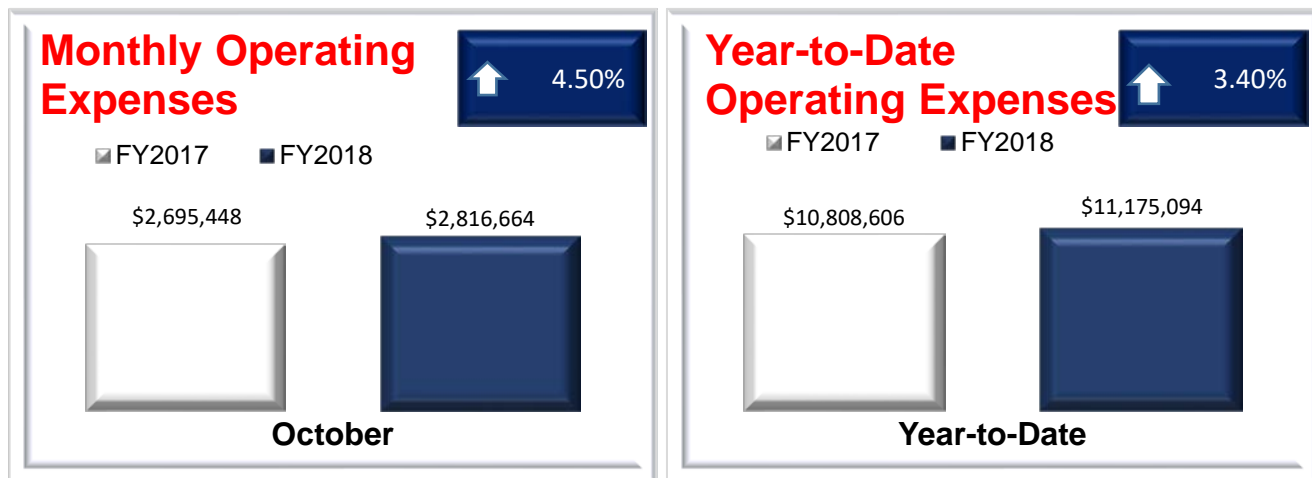 Monthly Operating
Expenses
4.50%
FY2017 FY2018
$2,695,448
$2,816,664
October
Year-to-Date
Operating Expenses
3.40%
FY2017 FY2018
$10,808,606
$11,175,094
Year-to-Date